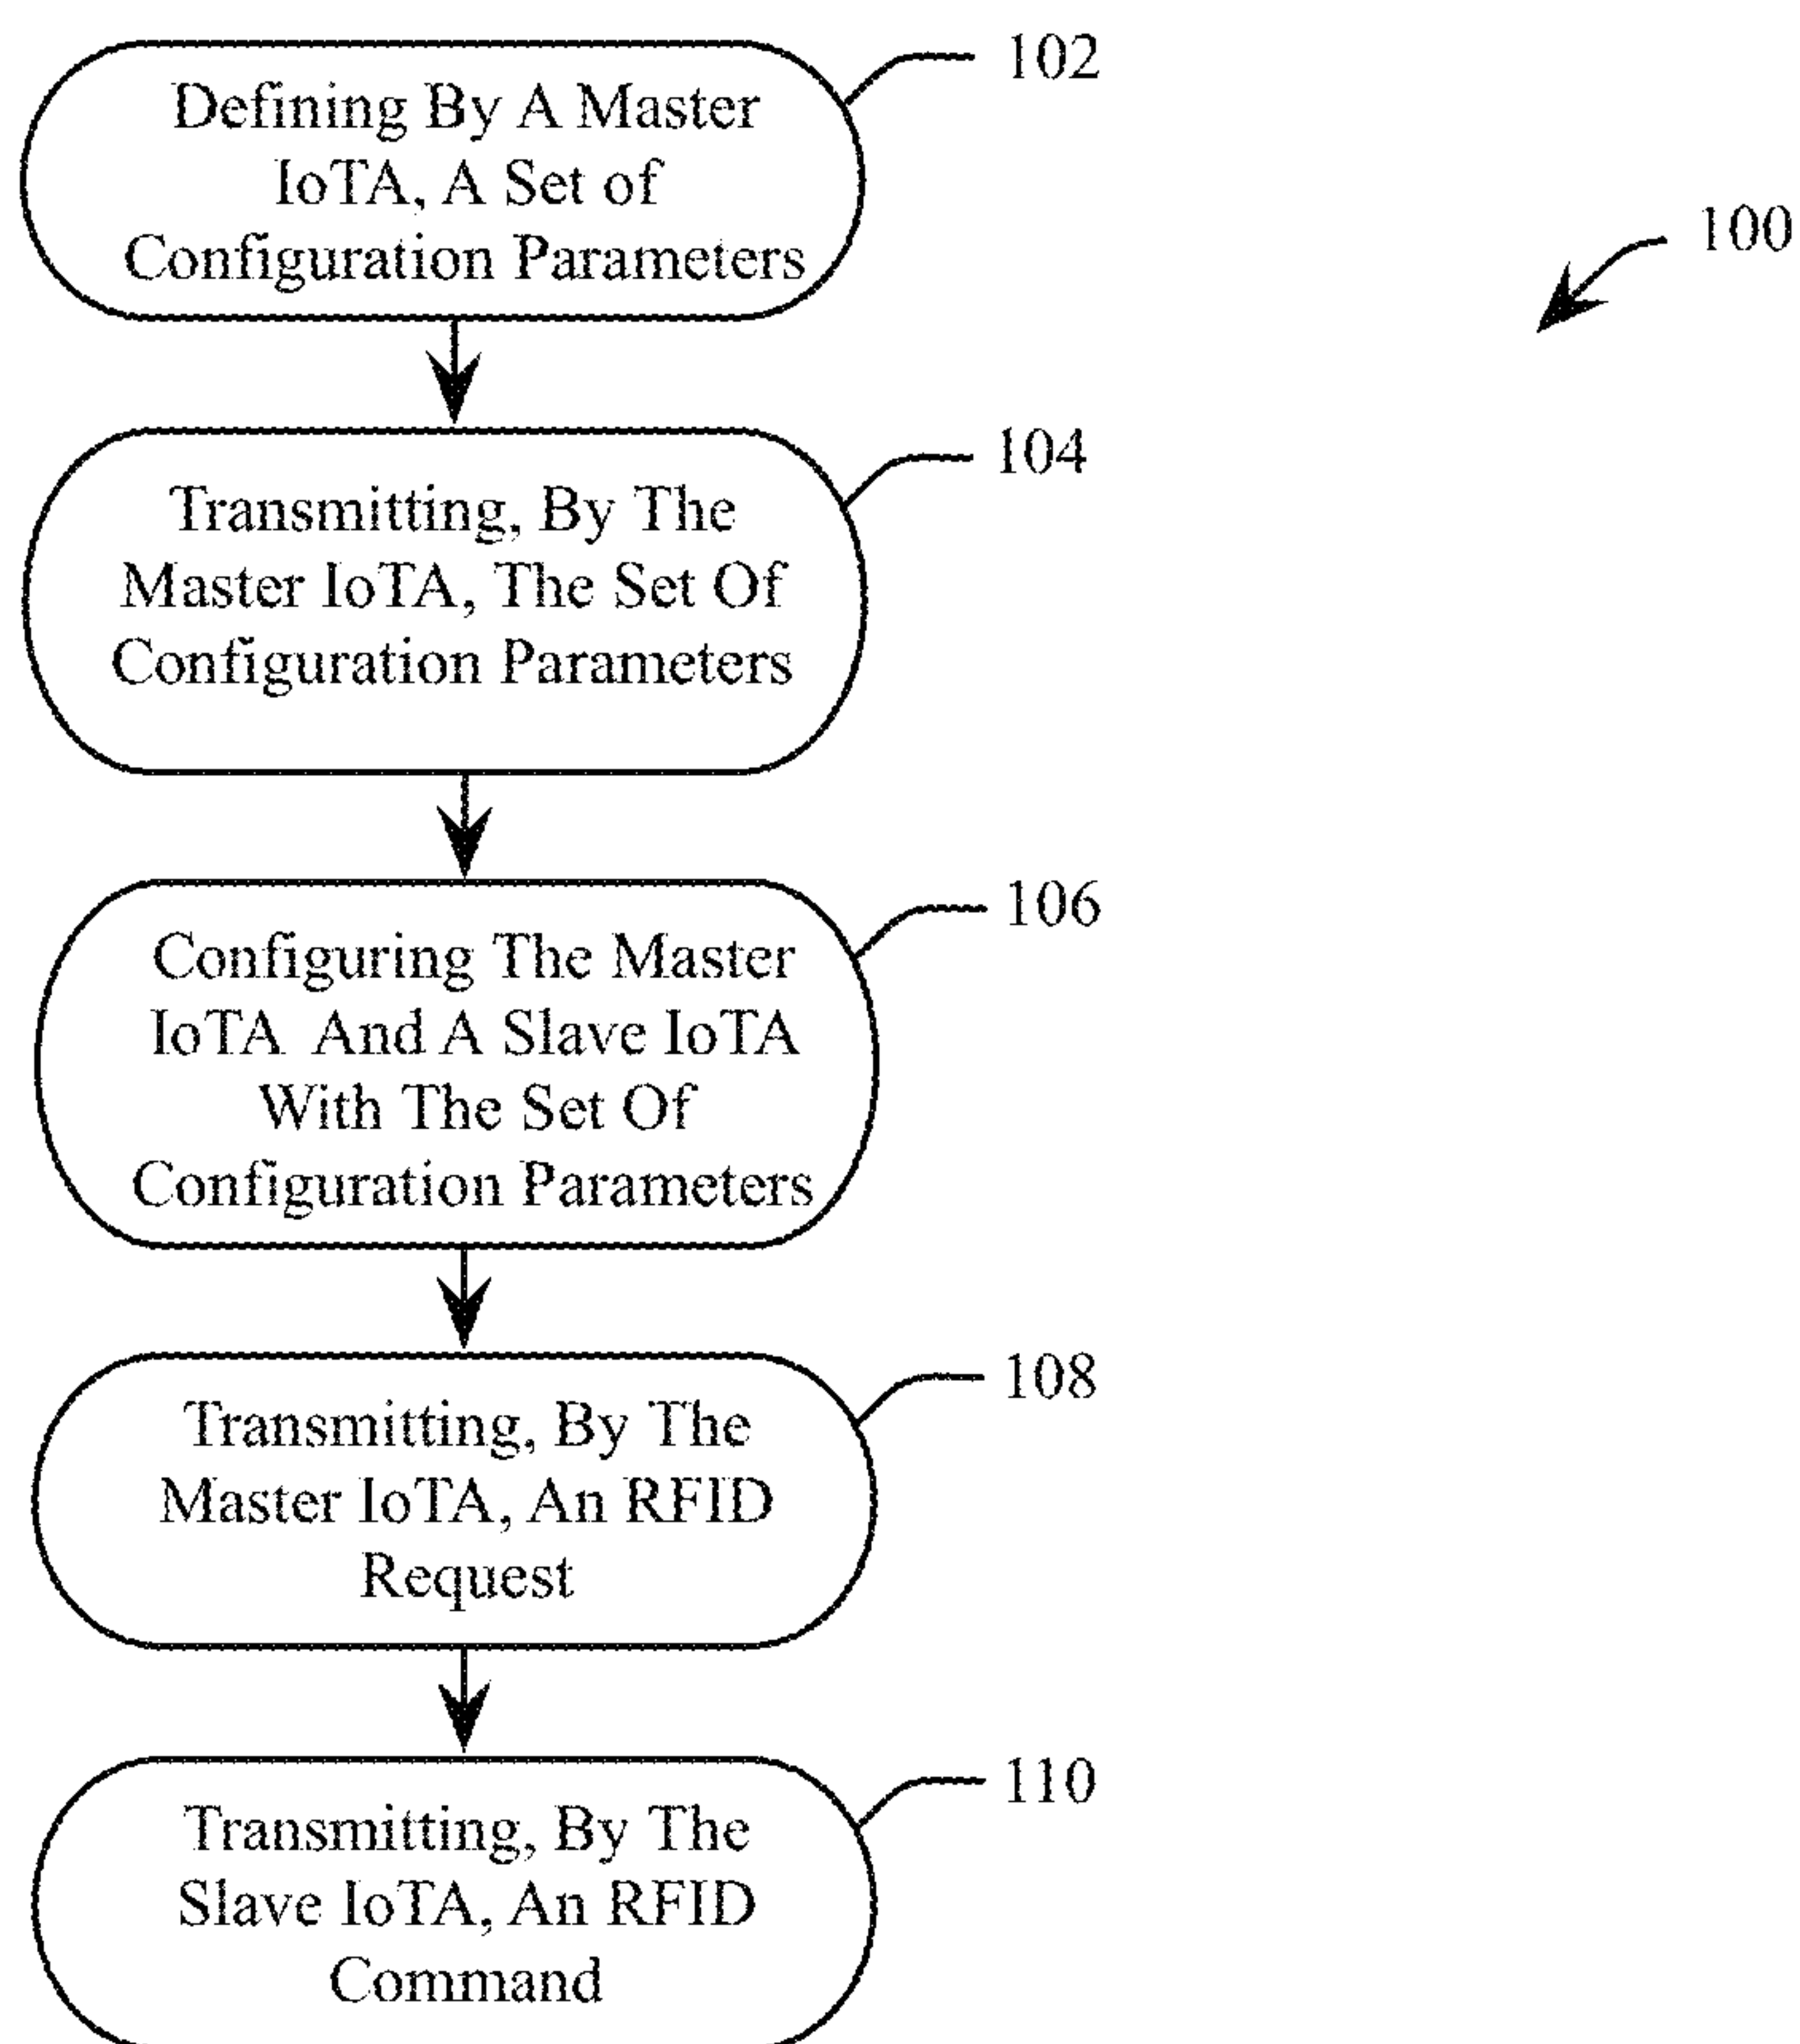 102
Defining By A Master
IoTA, A Set of
Configuration Parameters
100
104
Transmitting, By The
Master IoTA, The Set Of
Configuration Parameters
106
Configuring The Master
IoTA And A Slave IoTA
With The Set Of
Configuration Parameters
108
Transmitting, By The
Master IoTA, An RFID
Request
110
Transmitting, By The
Slave IoTA, An RFID
Command